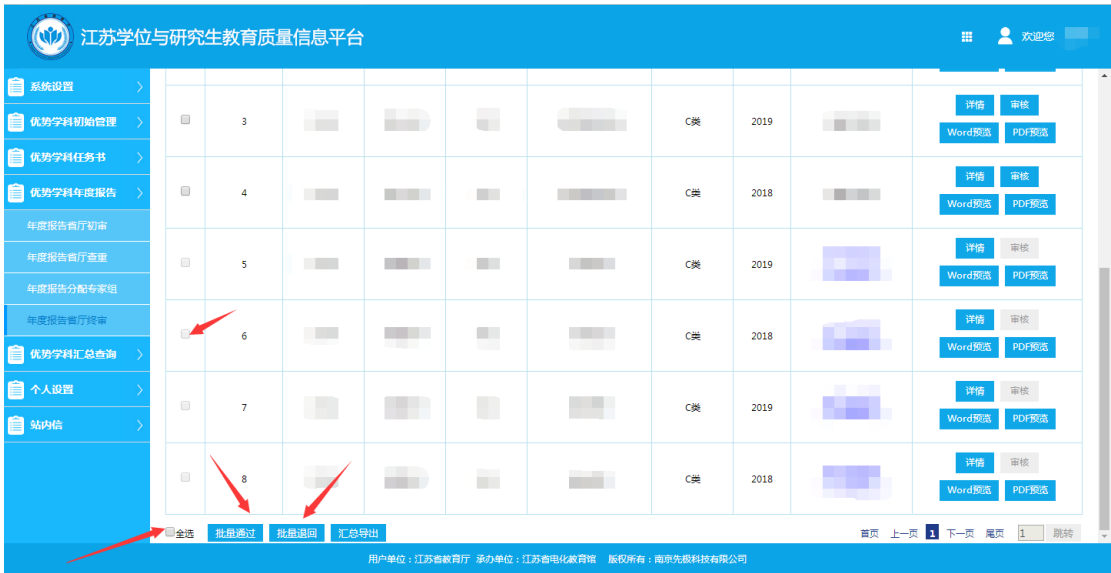 江苏学位与研究生教育质量信息平台
欢迎您
系统设置
优势学科初始管理
优势学科任务书
优势学科年度报告
年度报告省厅初审
年度报告省厅查重
年度报告分配专家组
年度报告省厅终审
优势学科汇总查询
个人设置
站内信
3 C类 2019 详情 审核
Word预览 PDF预览
4 C类 2018 详情 审核
Word预览 PDF预览
5 C类 2019 详情 审核
Word预览 PDF预览
6 C类 2018 详情 审核
Word预览 PDF预览
7 C类 2019 详情 审核
Word预览 PDF预览
8 C类 2018 详情 审核
Word预览 PDF预览
全选 批量通过 批量退回 汇总导出 首页 上一页 1 下一页 尾页 1 跳转
用户单位：江苏省教育厅 承办单位：江苏省电化教育馆 版权所有：南京先极科技有限公司